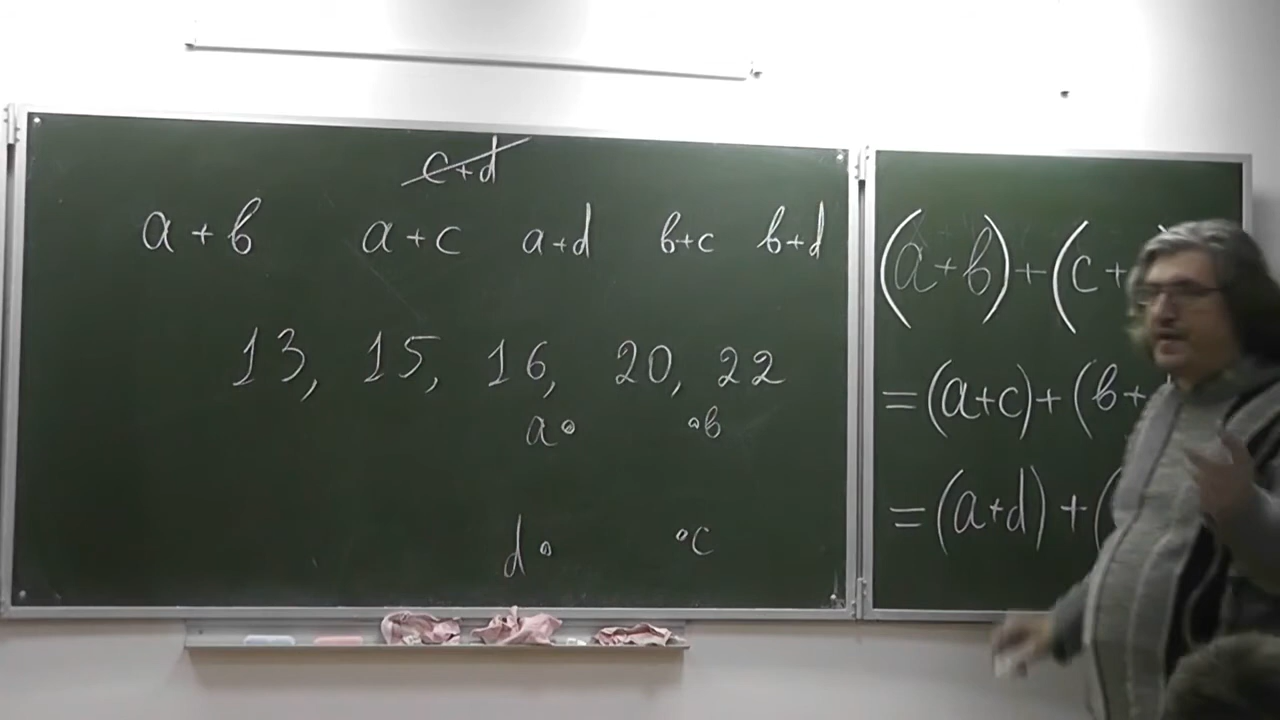 c+d
a+в a+c a+d в+c в+d
13, 15, 16, 20, 22
a в
d c
(a+в)+(c+
=(a+c)+(в+
=(a+d)+(